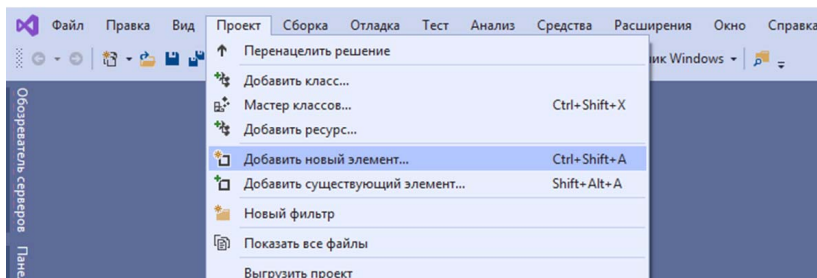 Файл Правка Вид Проект Сборка Отладка Тест Анализ Средства Расширения Окно Справка
Перенацелить решение
Windows
Добавить класс...
Мастер классов... Ctrl+Shift+X
Добавить ресурс...
Добавить новый элемент... Ctrl+Shift+A
Добавить существующий элемент... Shift+Alt+A
Новый фильтр
Показать все файлы
Выгрузить проект
Обозреватель серверов